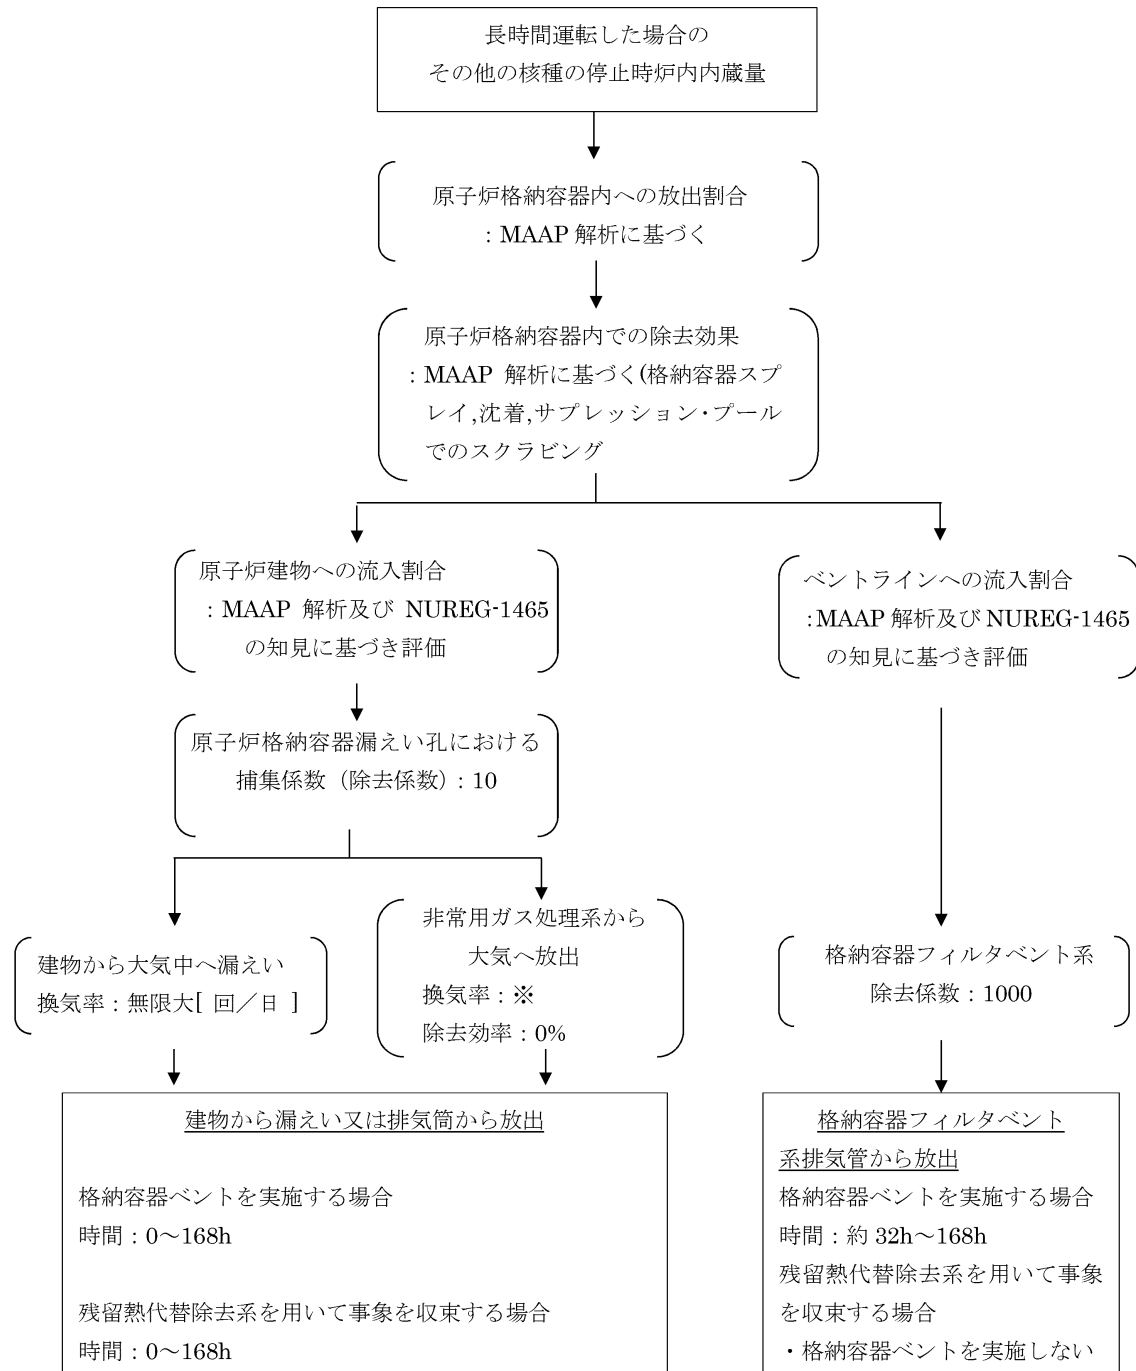 長時間運転した場合の
その他の核種の停止時炉内内蔵量
原子炉格納容器内への放出割合
：MAAP 解析に基づく
原子炉格納容器内での除去効果
：MAAP 解析に基づく(格納容器スプ
レイ,沈着,サプレッション・プール
でのスクラビング
原子炉建物への流入割合
：MAAP 解析及び NUREG-1465
の知見に基づき評価
ベントラインへの流入割合
：MAAP 解析及び NUREG-1465
の知見に基づき評価
原子炉格納容器漏えい孔における
捕集係数（除去係数）：10
建物から大気中へ漏えい
換気率：無限大[ 回／日 ]
非常用ガス処理系から
大気へ放出
換気率：※
除去効率：0%
格納容器フィルタベント系
除去係数：1000
建物から漏えい又は排気筒から放出
格納容器ベントを実施する場合
時間：0～168h
残留熱代替除去系を用いて事象を収束する場合
時間：0～168h
格納容器フィルタベント
系排気管から放出
格納容器ベントを実施する場合
時間：約 32h～168h
残留熱代替除去系を用いて事象
を収束する場合
・格納容器ベントを実施しない